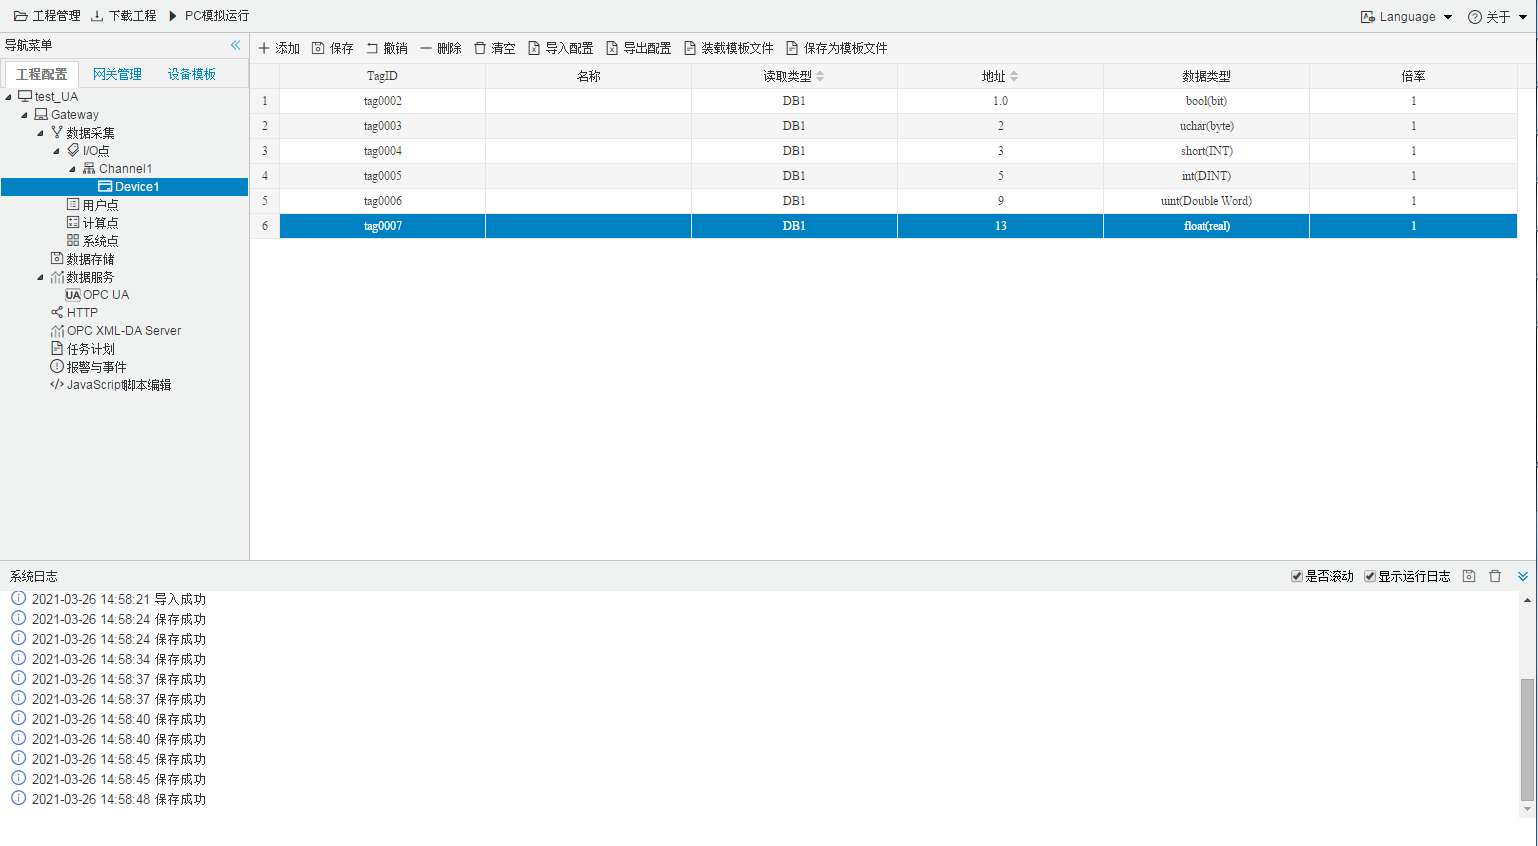 工程管理 下载工程 PC模拟运行 Language 关于
导航菜单
工程配置 网关管理 设备模板
test_UA
Gateway
数据采集
I/O点
Channel1
Device1
用户点
计算点
系统点
数据存储
数据服务
UA OPC UA
HTTP
OPC XML-DA Server
任务计划
报警与事件
JavaScript脚本编辑
添加 保存 撤销 删除 清空 导入配置 导出配置 装载模板文件 保存为模板文件
TagID 名称 读取类型 地址 数据类型 倍率
1 tag0002 DB1 1.0 bool(bit) 1
2 tag0003 DB1 2 uchar(byte) 1
3 tag0004 DB1 3 short(INT) 1
4 tag0005 DB1 5 int(DINT) 1
5 tag0006 DB1 9 uint(Double Word) 1
6 tag0007 DB1 13 float(real) 1
系统日志 是否滚动 显示运行日志
2021-03-26 14:58:21 导入成功
2021-03-26 14:58:24 保存成功
2021-03-26 14:58:24 保存成功
2021-03-26 14:58:34 保存成功
2021-03-26 14:58:37 保存成功
2021-03-26 14:58:37 保存成功
2021-03-26 14:58:40 保存成功
2021-03-26 14:58:40 保存成功
2021-03-26 14:58:45 保存成功
2021-03-26 14:58:45 保存成功
2021-03-26 14:58:48 保存成功